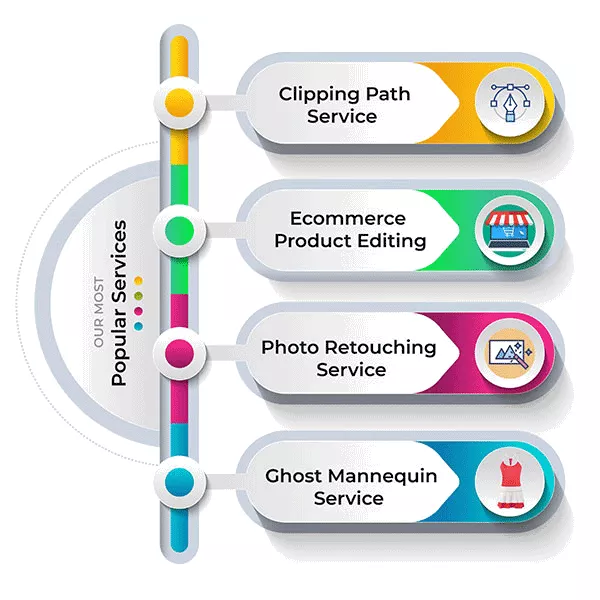 OUR MOST
Popular Services
Clipping Path
Service
Ecommerce
Product Editing
Photo Retouching
Service
Ghost Mannequin
Service